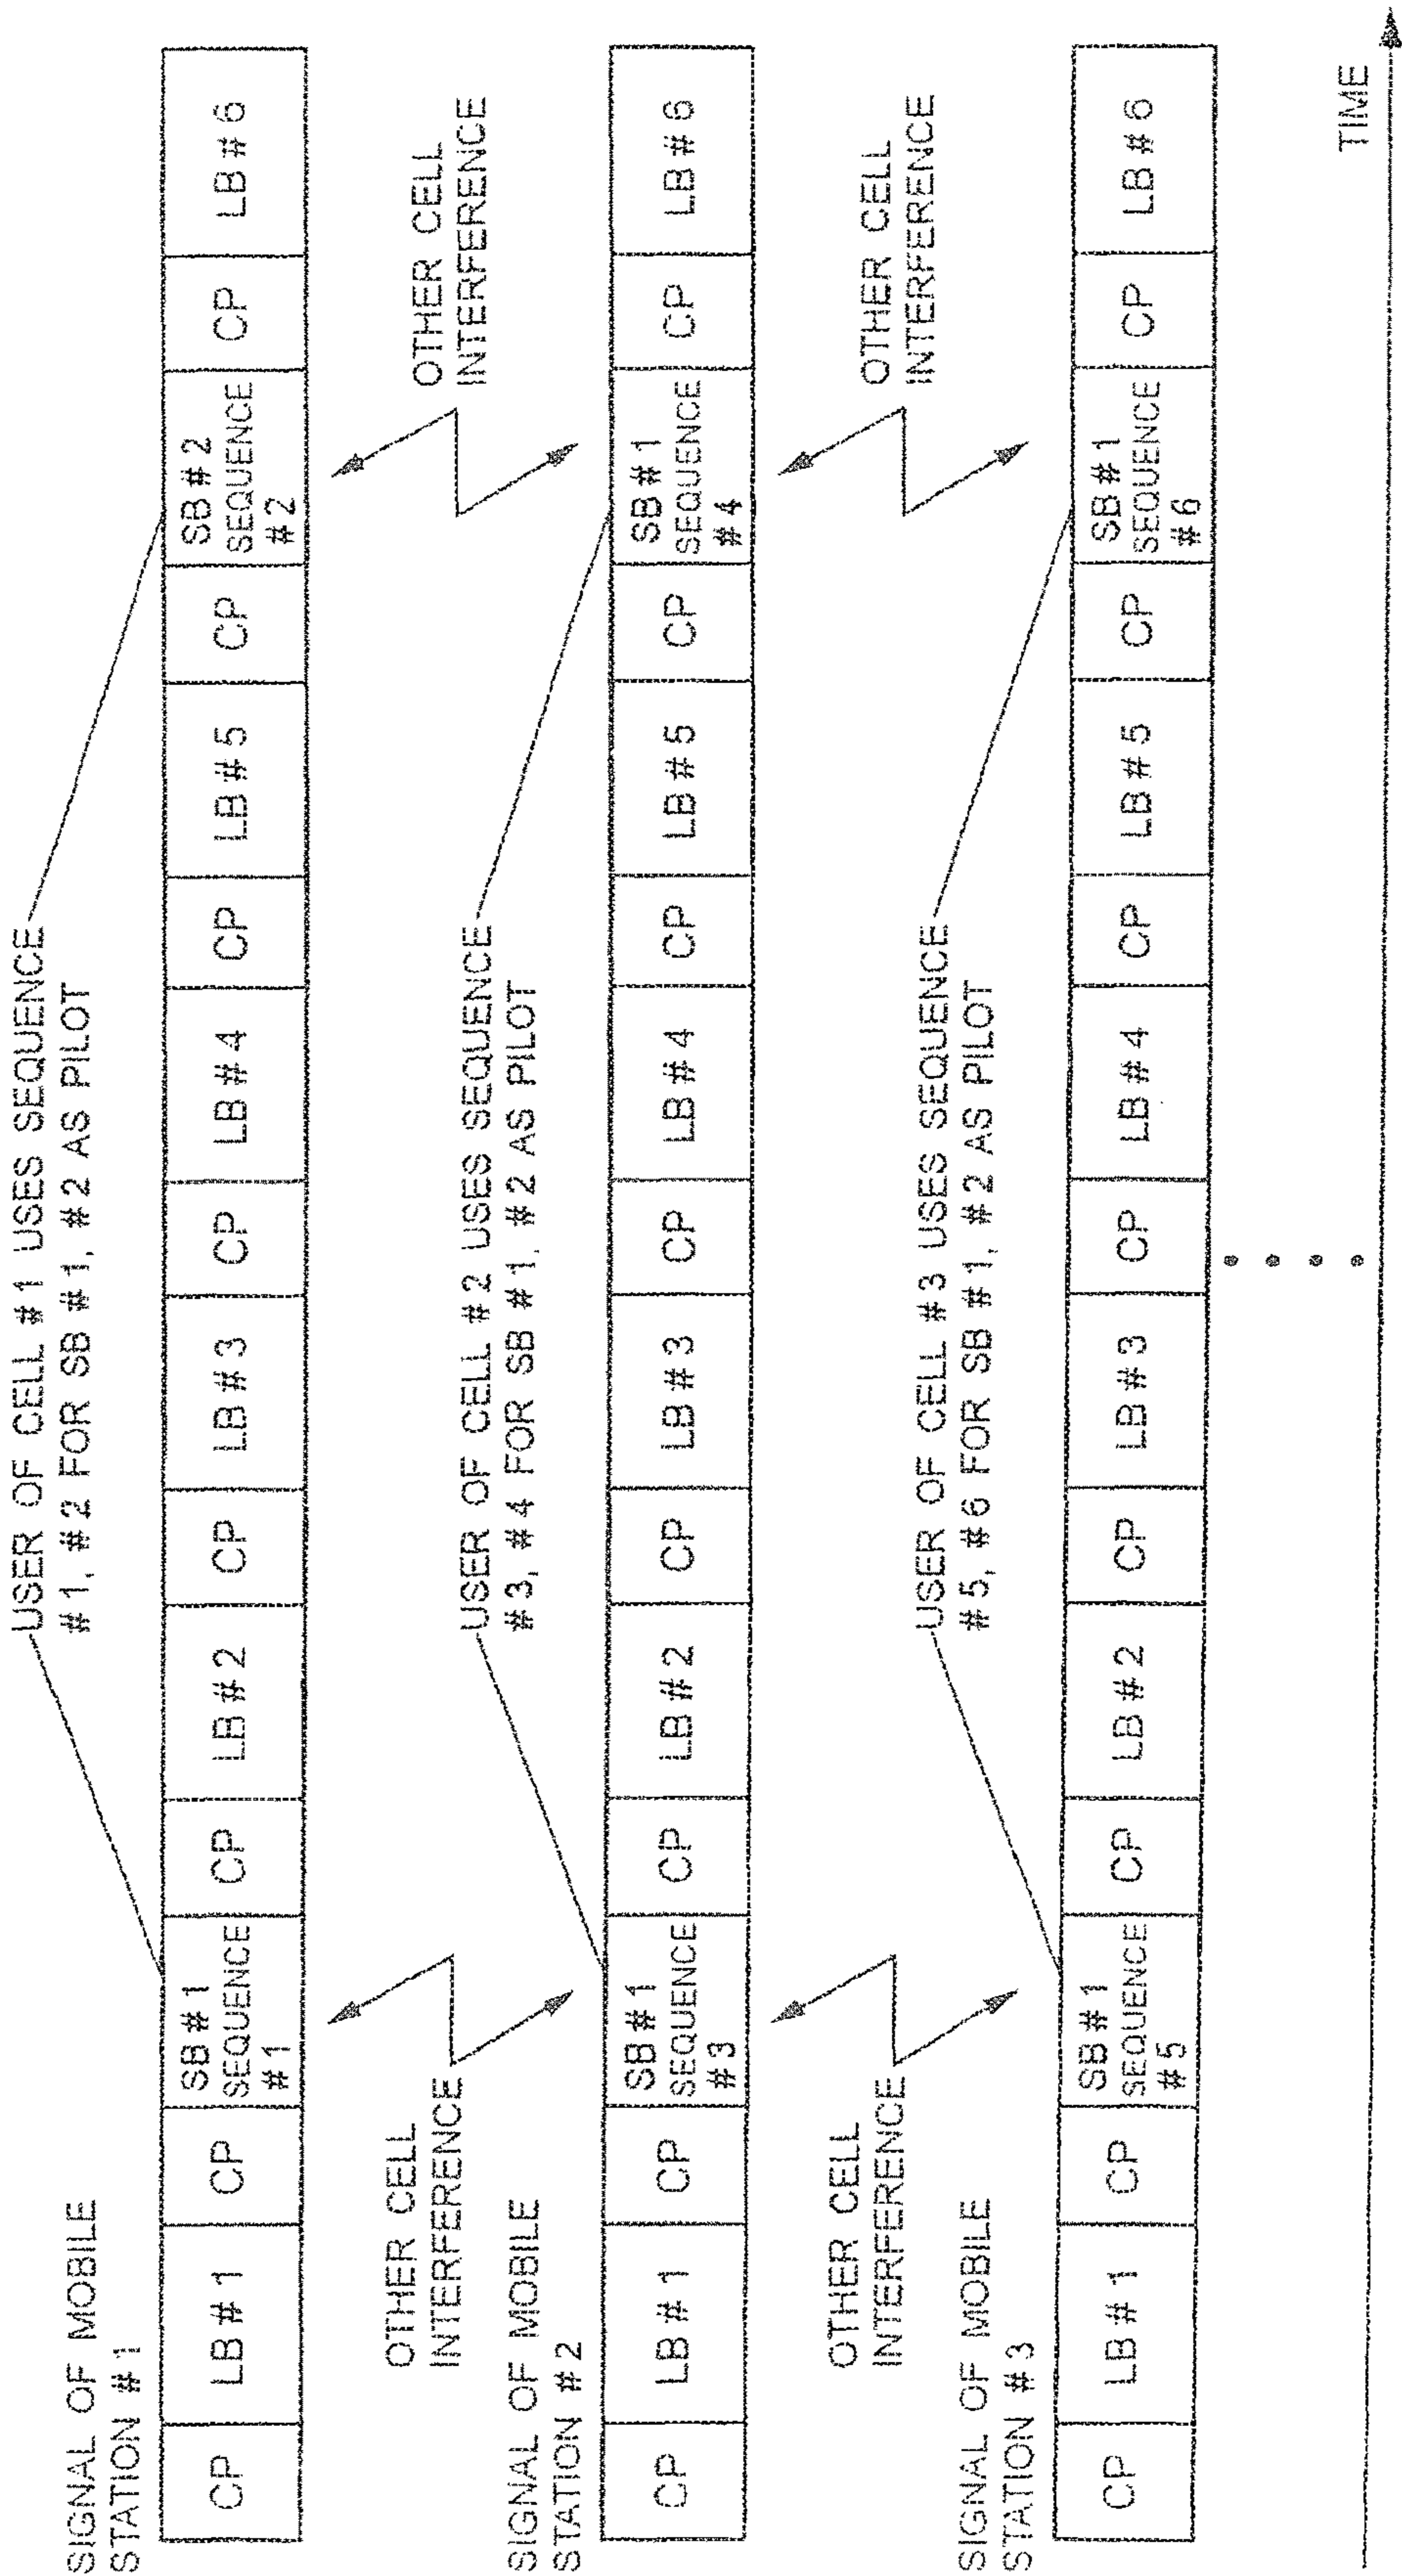 SIGNAL OF MOBILE
STATION #1
USER OF CELL #1 USES SEQUENCE
#1, #2 FOR SB #1, #2 AS PILOT
CP
LB #1
CP
SB #1
SEQUENCE
#1
CP
LB #2
CP
LB #3
CP
LB #4
CP
LB #5
CP
SB #2
SEQUENCE
#2
CP
LB #6
OTHER CELL
INTERFERENCE
OTHER CELL
INTERFERENCE
SIGNAL OF MOBILE
STATION #2
USER OF CELL #2 USES SEQUENCE
#3, #4 FOR SB #1, #2 AS PILOT
CP
LB #1
CP
SB #1
SEQUENCE
#3
CP
LB #2
CP
LB #3
CP
LB #4
CP
LB #5
CP
SB #1
SEQUENCE
#4
CP
LB #6
OTHER CELL
INTERFERENCE
OTHER CELL
INTERFERENCE
SIGNAL OF MOBILE
STATION #3
USER OF CELL #3 USES SEQUENCE
#5, #6 FOR SB #1, #2 AS PILOT
CP
LB #1
CP
SB #1
SEQUENCE
#5
CP
LB #2
CP
LB #3
CP
LB #4
CP
LB #5
CP
SB #1
SEQUENCE
#6
CP
LB #6
TIME